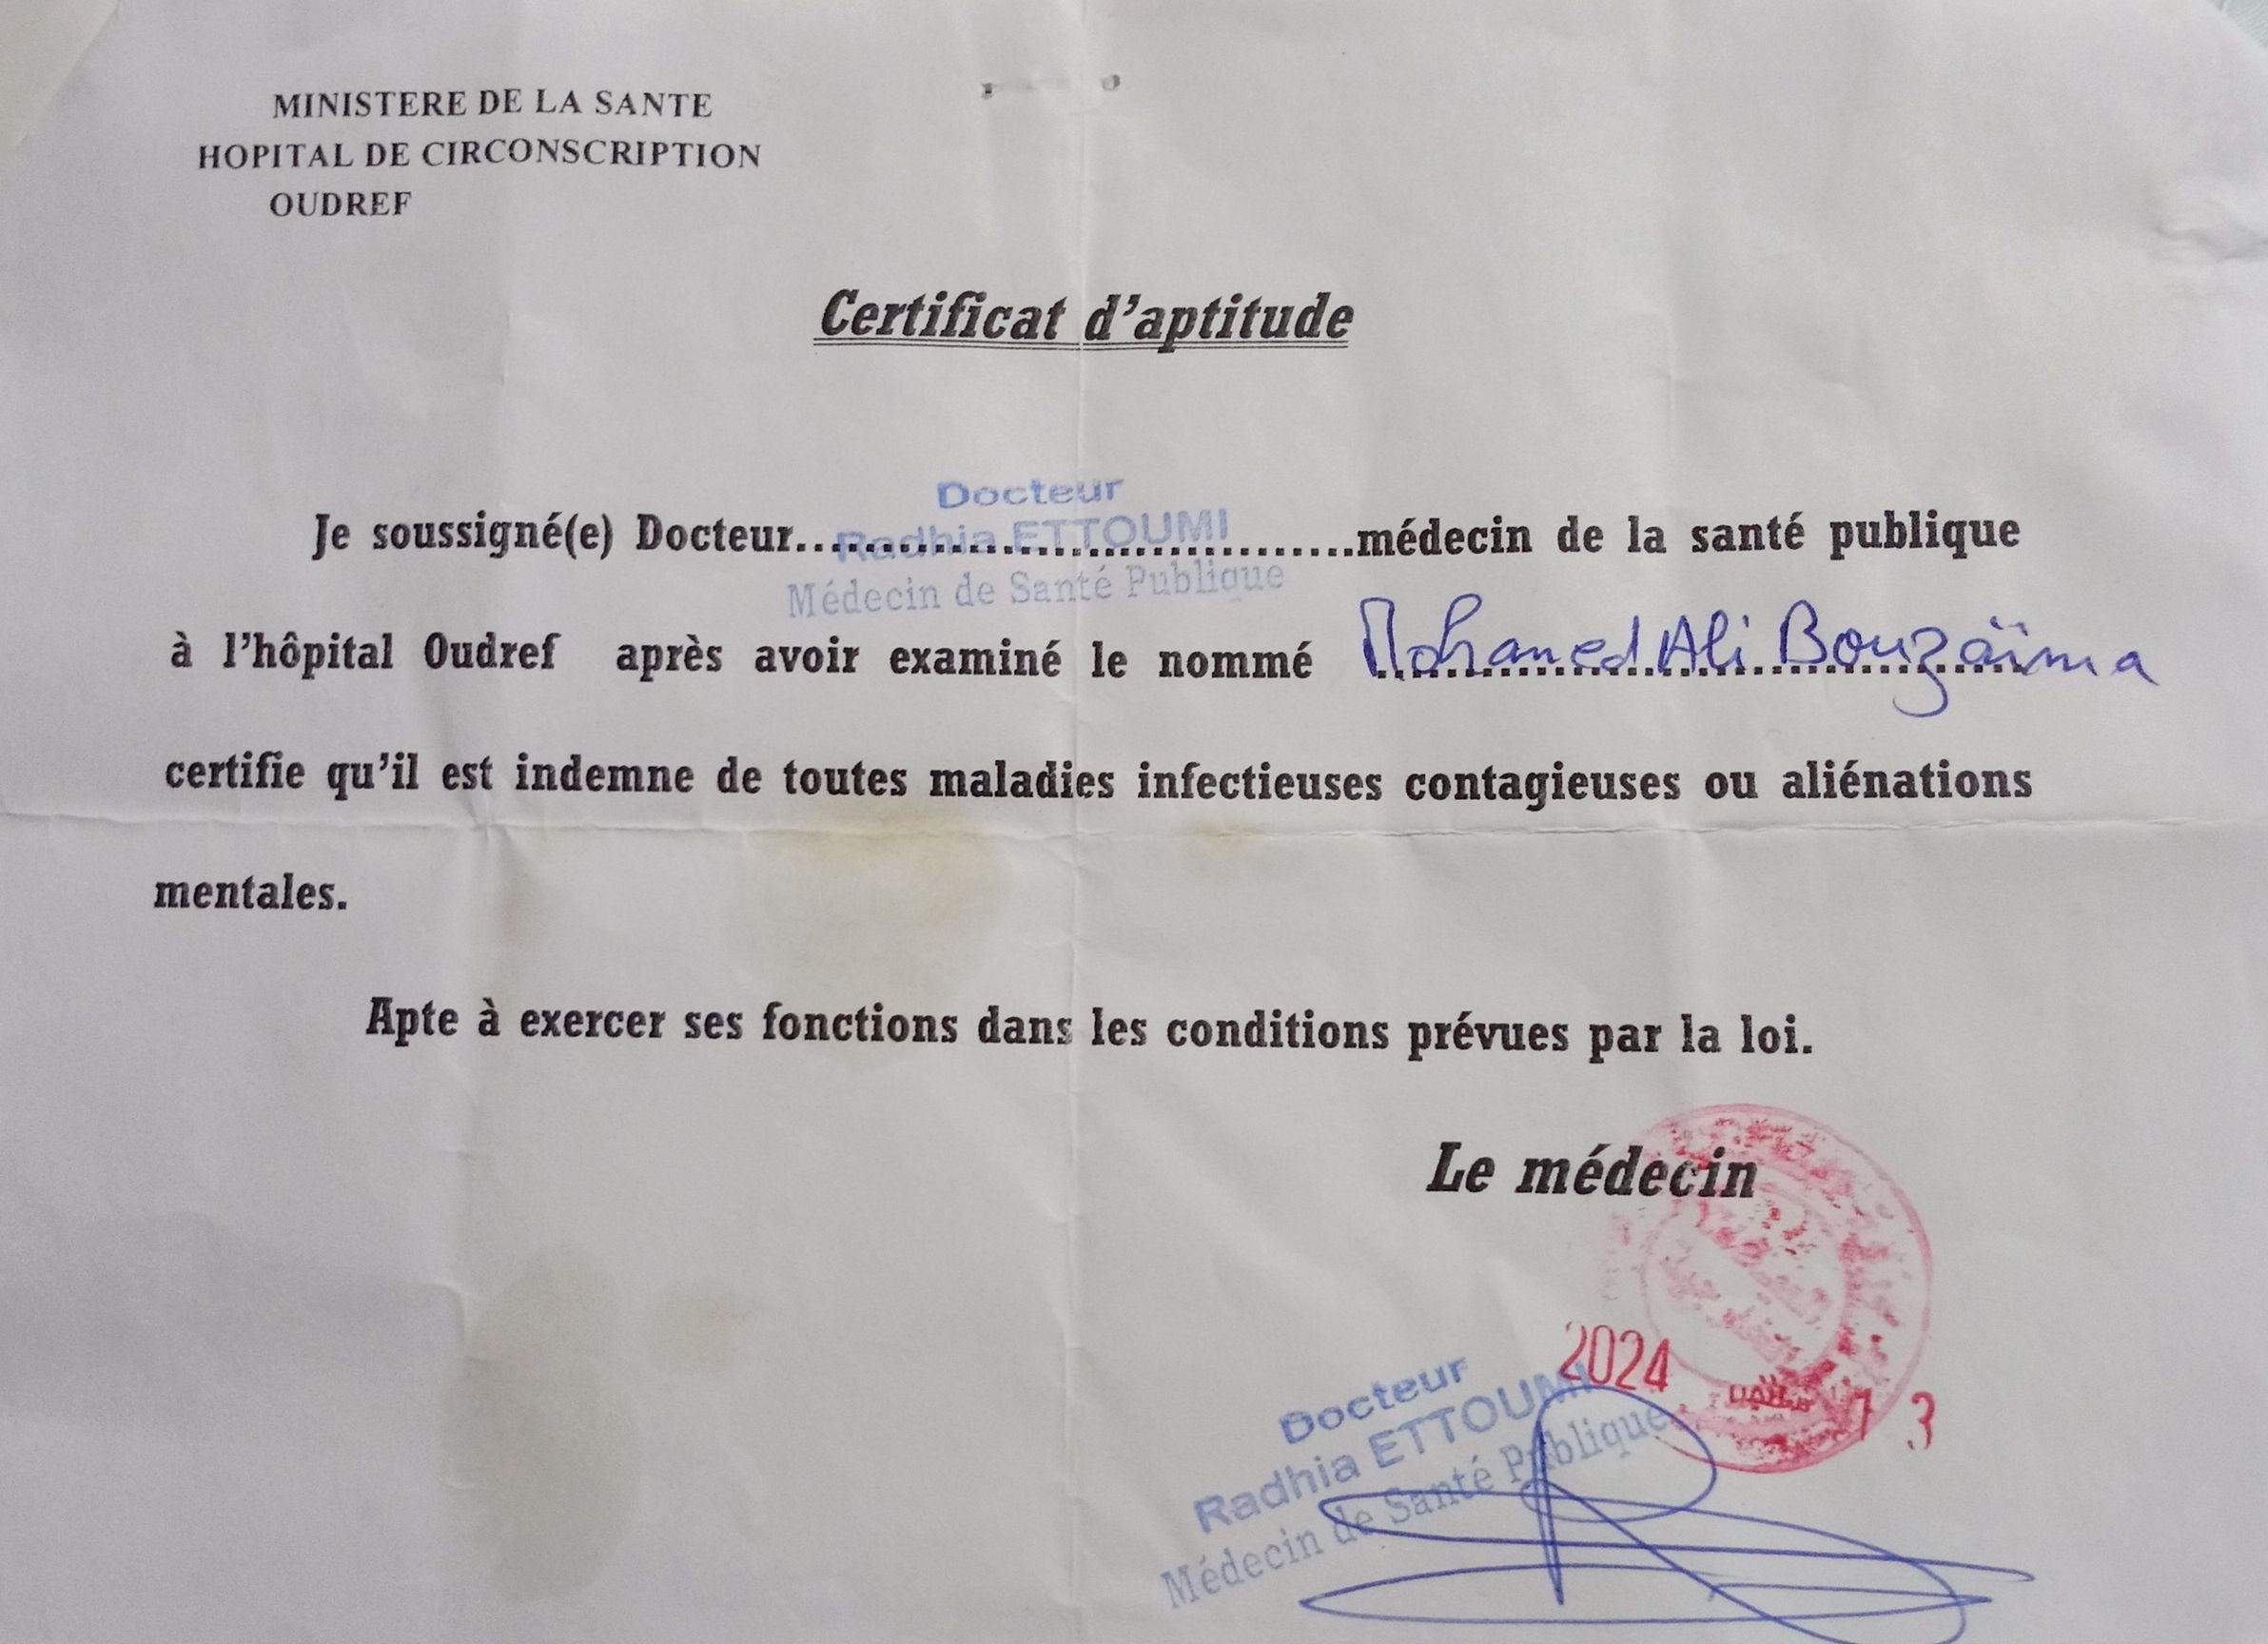 MINISTERE DE LA SANTE
HOPITAL DE CIRCONSCRIPTION
OUDREF
Certificat d'aptitude
Docteur
Radhia ETTOUMI
Médecin de Santé Publique
Je soussigné(e) Docteur..........................................médecin de la santé publique
à l'hôpital Oudref après avoir examiné le nommé Mohamed Ali Bouzaïma
certifie qu'il est indemne de toutes maladies infectieuses contagieuses ou aliénations
mentales.
Apte à exercer ses fonctions dans les conditions prévues par la loi.
Le médecin
2024
13
Docteur
Radhia ETTOUMI
Médecin de Santé Publique